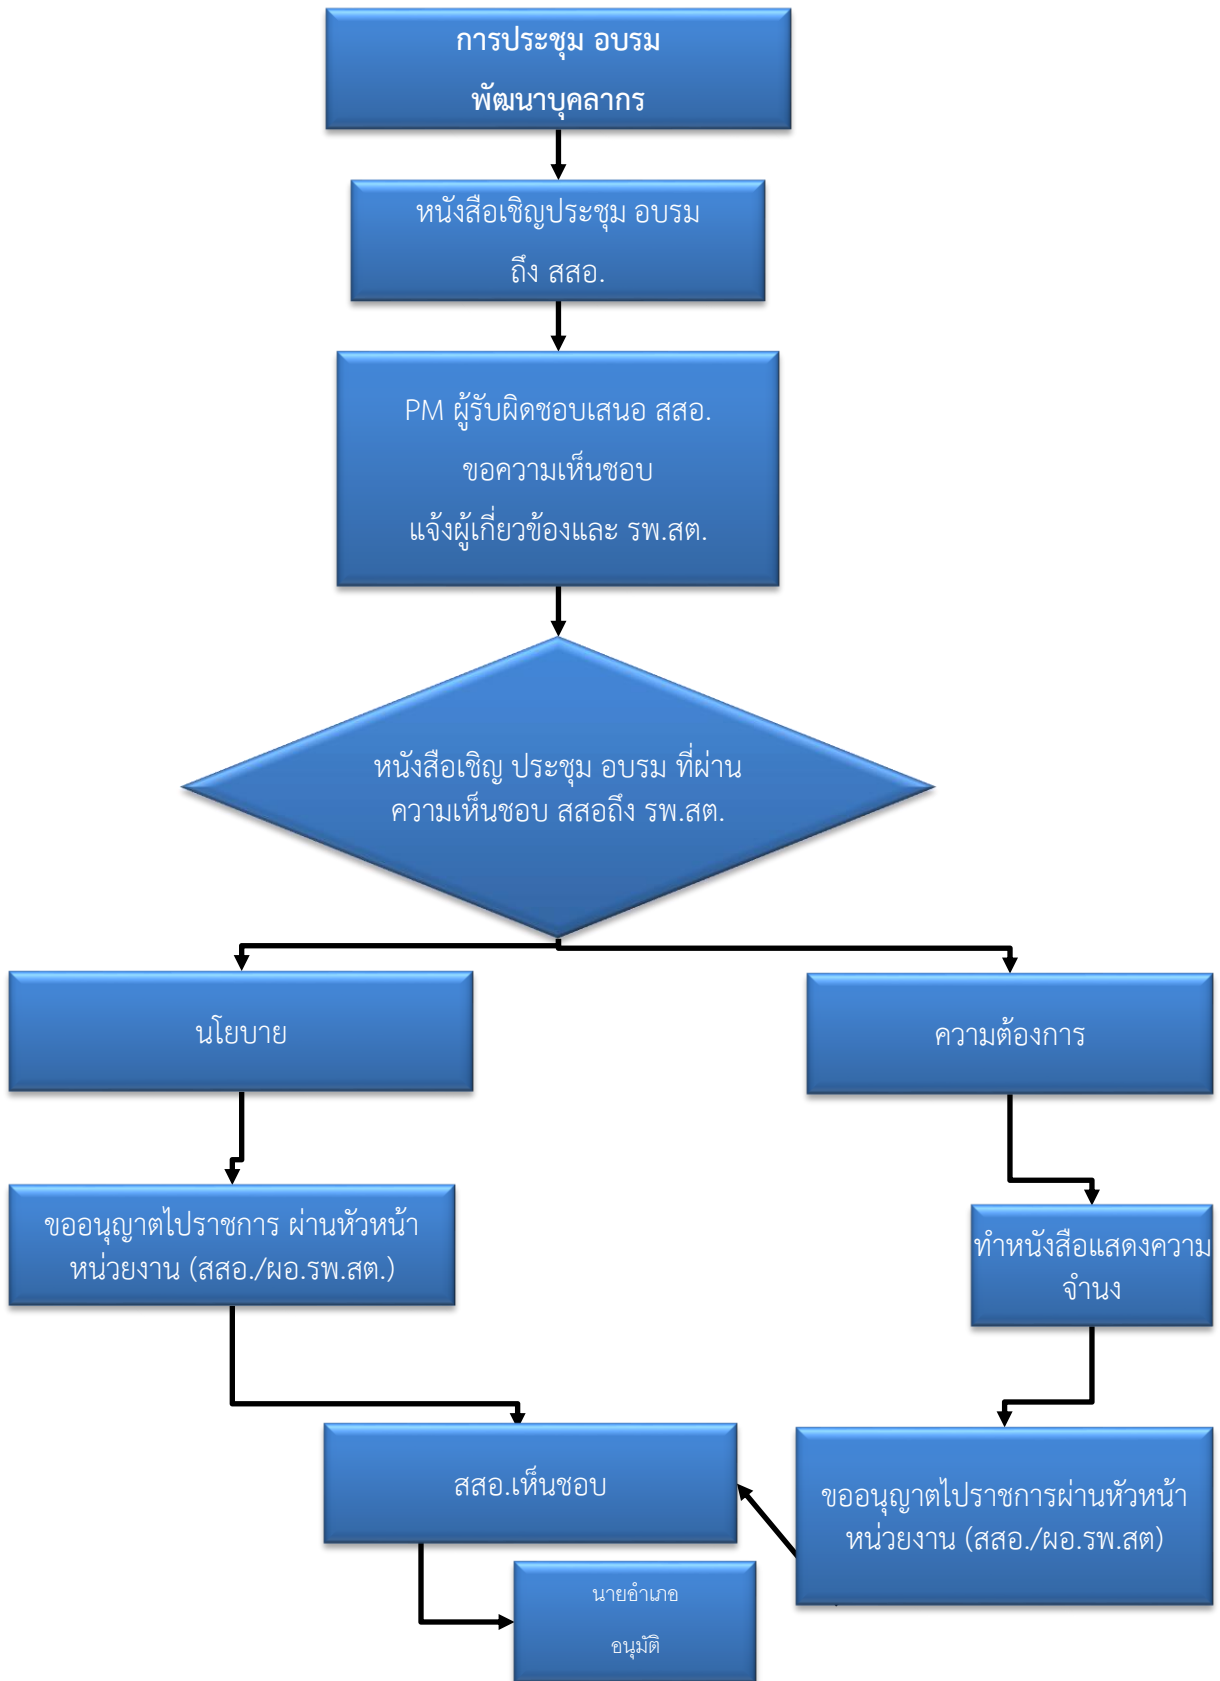 การประชุม อบรม
พัฒนาบุคลากร
หนังสือเชิญประชุม อบรม
ถึง สสอ.
PM ผู้รับผิดชอบเสนอ สสอ.
ขอความเห็นชอบ
แจ้งผู้เกี่ยวข้องและ รพ.สต.
หนังสือเชิญ ประชุม อบรม ที่ผ่าน
ความเห็นชอบ สสอถึง รพ.สต.
นโยบาย
ความต้องการ
ขออนุญาตไปราชการ ผ่านหัวหน้า
หน่วยงาน (สสอ./ผอ.รพ.สต.)
ทำหนังสือแสดงความ
จำนง
สสอ.เห็นชอบ
ขออนุญาตไปราชการผ่านหัวหน้า
หน่วยงาน (สสอ./ผอ.รพ.สต)
นายอำเภอ
อนุมัติ